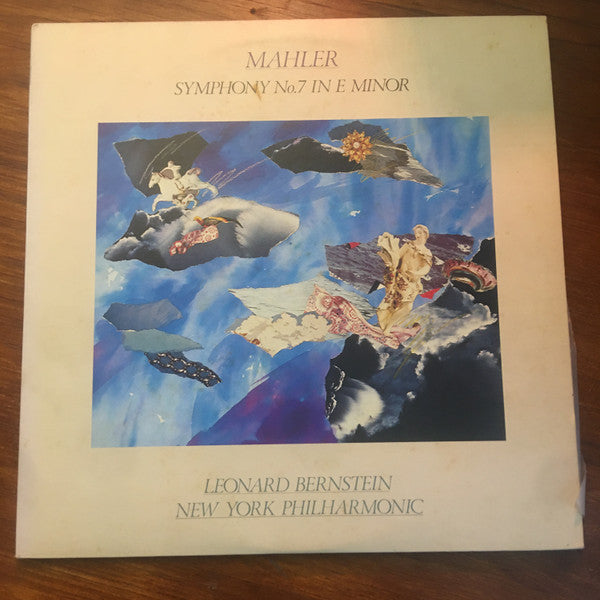 MAHLER
SYMPHONY No.7 IN E MINOR
LEONARD BERNSTEIN
NEW YORK PHILHARMONIC